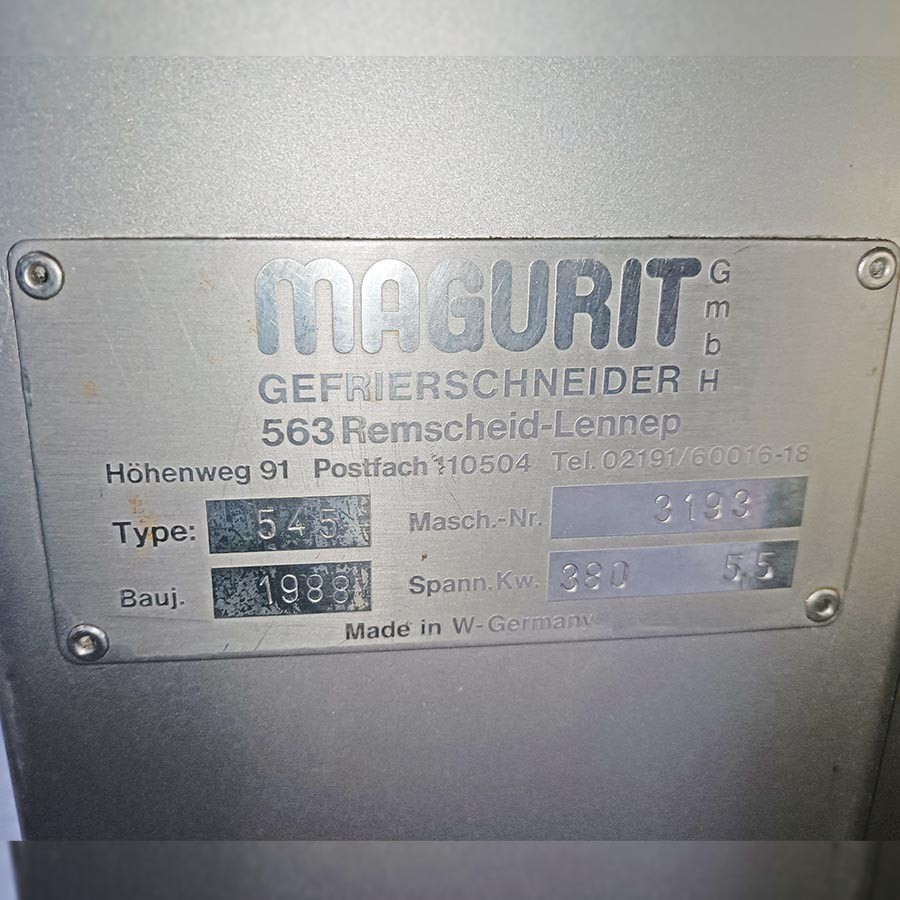 MAGURIT GmbH
GEFRIERSCHNEIDER
563 Remscheid-Lennep
Höhenweg 91 Postfach 110504 Tel. 02191/60016-18
Type: 545 Masch.-Nr. 3193
Bauj. 1988 Spann. Kw. 380 5,5
Made in W-Germany